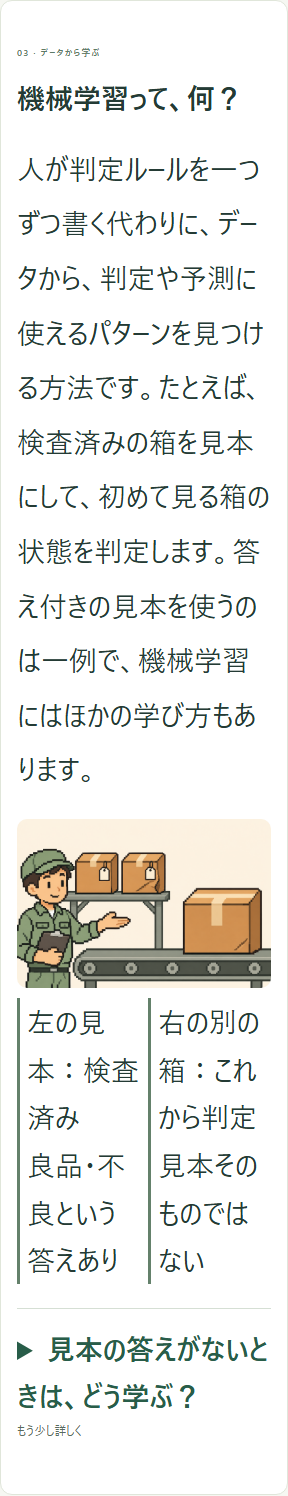 03 · データから学ぶ
機械学習って、何？
人が判定ルールを一つ
ずつ書く代わりに、デー
タから、判定や予測に
使えるパターンを見つけ
る方法です。たとえば、
検査済みの箱を見本
にして、初めて見る箱の
状態を判定します。答
え付きの見本を使うの
は一例で、機械学習
にはほかの学び方もあ
ります。
左の見
本：検査
済み
良品・不
良という
答えあり
右の別の
箱：これ
から判定
見本その
ものでは
ない
▶ 見本の答えがないと
きは、どう学ぶ？
もう少し詳しく